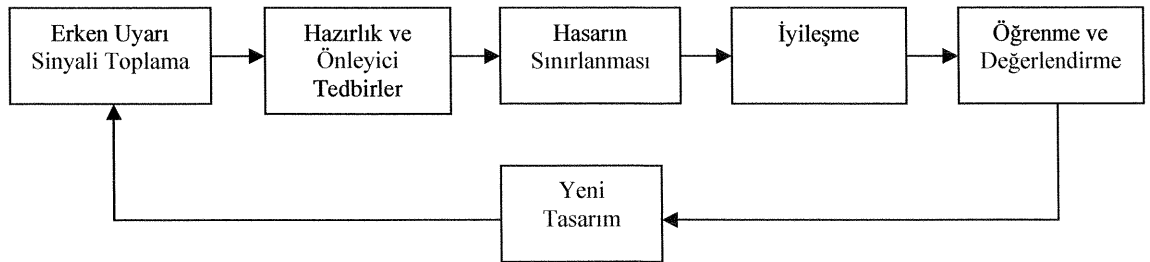 Erken Uyarı
Sinyali Toplama
Hazırlık ve
Önleyici
Tedbirler
Hasarın
Sınırlanması
İyileşme
Öğrenme ve
Değerlendirme
Yeni
Tasarım